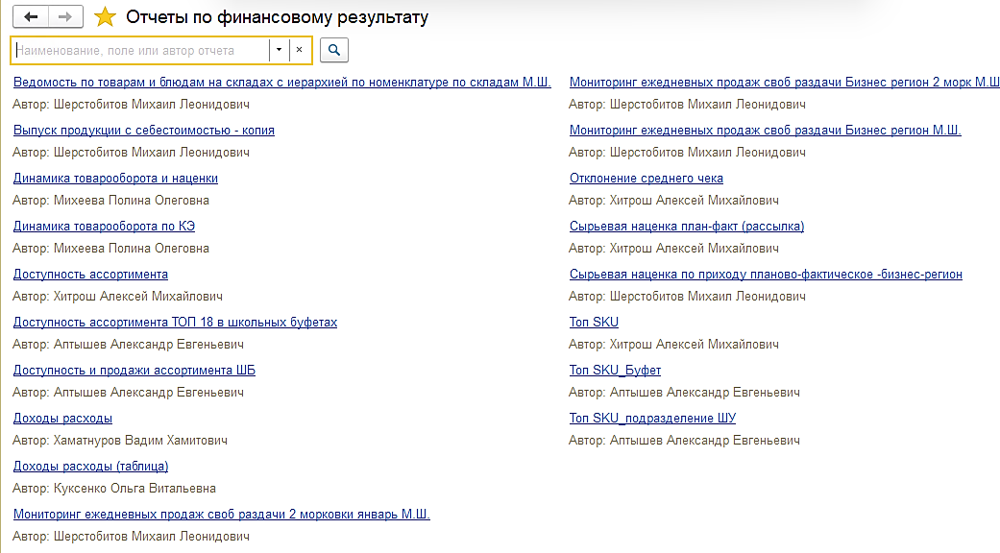 Отчеты по финансовому результату
Наименование, поле или автор отчета
Ведомость по товарам и блюдам на складах с иерархией по номенклатуре по складам М.Ш.
Автор: Шерстобитов Михаил Леонидович
Выпуск продукции с себестоимостью - копия
Автор: Шерстобитов Михаил Леонидович
Динамика товарооборота и наценки
Автор: Михеева Полина Олеговна
Динамика товарооборота по КЭ
Автор: Михеева Полина Олеговна
Доступность ассортимента
Автор: Хитрош Алексей Михайлович
Доступность ассортимента ТОП 18 в школьных буфетах
Автор: Аптышев Александр Евгеньевич
Доступность и продажи ассортимента ШБ
Автор: Аптышев Александр Евгеньевич
Доходы расходы
Автор: Хаматнуров Вадим Хамитович
Доходы расходы (таблица)
Автор: Куксенко Ольга Витальевна
Мониторинг ежедневных продаж своб раздачи 2 морковки январь М.Ш.
Автор: Шерстобитов Михаил Леонидович
Мониторинг ежедневных продаж своб раздачи Бизнес регион 2 морк М.Ш
Автор: Шерстобитов Михаил Леонидович
Мониторинг ежедневных продаж своб раздачи Бизнес регион М.Ш.
Автор: Шерстобитов Михаил Леонидович
Отклонение среднего чека
Автор: Хитрош Алексей Михайлович
Сырьевая наценка план-факт (рассылка)
Автор: Хитрош Алексей Михайлович
Сырьевая наценка по приходу планово-фактическое -бизнес-регион
Автор: Шерстобитов Михаил Леонидович
Топ SKU
Автор: Хитрош Алексей Михайлович
Топ SKU_Буфет
Автор: Аптышев Александр Евгеньевич
Топ SKU_подразделение ШУ
Автор: Аптышев Александр Евгеньевич